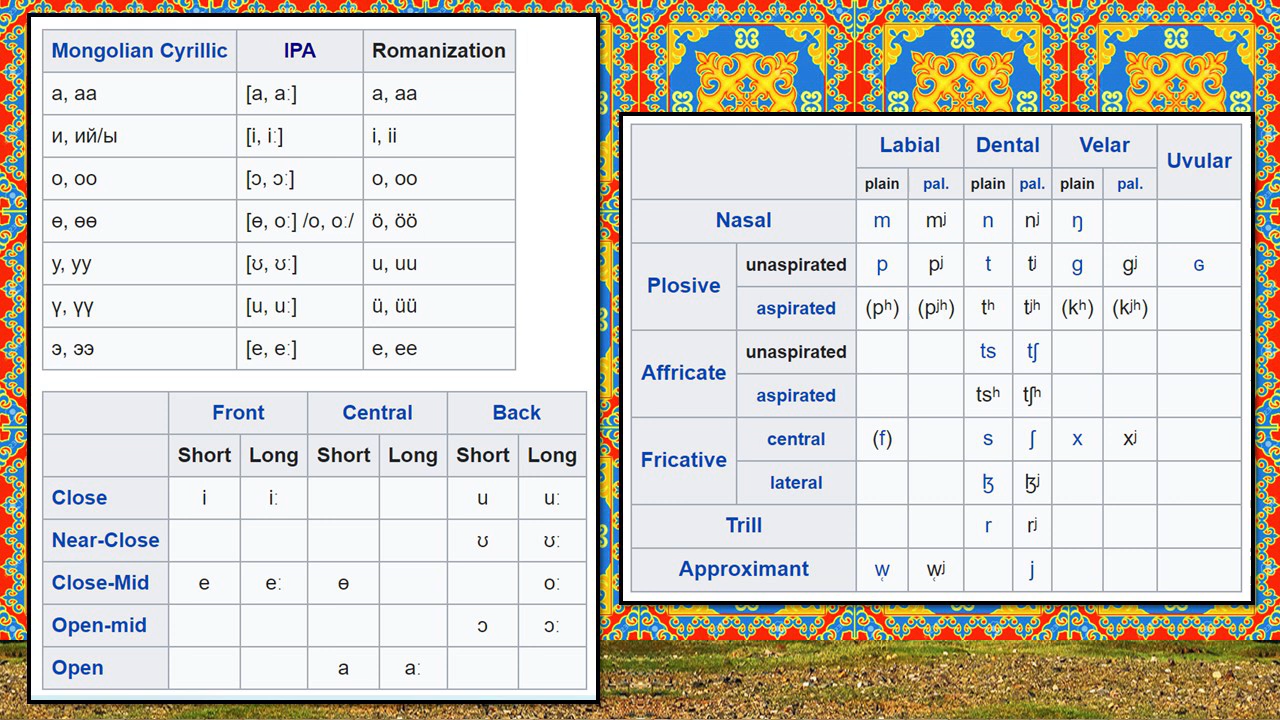 Mongolian Cyrillic IPA Romanization
а, аа [a, aː] a, aa
и, ий/ы [i, iː] i, ii
о, оо [ɔ, ɔː] o, oo
ө, өө [ɵ, oː] /o, oː/ ö, öö
у, уу [ʊ, ʊː] u, uu
ү, үү [u, uː] ü, üü
э, ээ [e, eː] e, ee
Front Central Back
Short Long Short Long Short Long
Close i iː u uː
Near-Close ʊ ʊː
Close-Mid e eː ɵ oː
Open-mid ɔ ɔː
Open a aː
Labial Dental Velar Uvular
plain pal. plain pal. plain pal.
Nasal m mʲ n nʲ ŋ
Plosive unaspirated p pʲ t tʲ ɡ ɡʲ ɢ
aspirated (pʰ) (pʲʰ) tʰ tʲʰ (kʰ) (kʲʰ)
Affricate unaspirated ts tʃ
aspirated tsʰ tʃʰ
Fricative central (f) s ʃ x xʲ
lateral ɮ ɮʲ
Trill r rʲ
Approximant w̜ w̜ʲ j